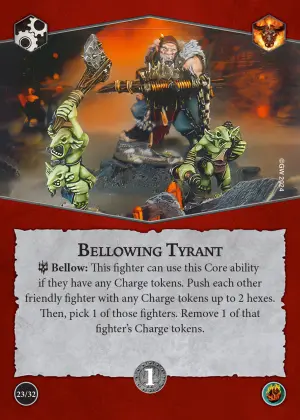 ©GW 2024
BELLOWING TYRANT
Bellow: This fighter can use this Core ability
if they have any Charge tokens. Push each other
friendly fighter with any Charge tokens up to 2 hexes.
Then, pick 1 of those fighters. Remove 1 of that
fighter's Charge tokens.
23/32
1